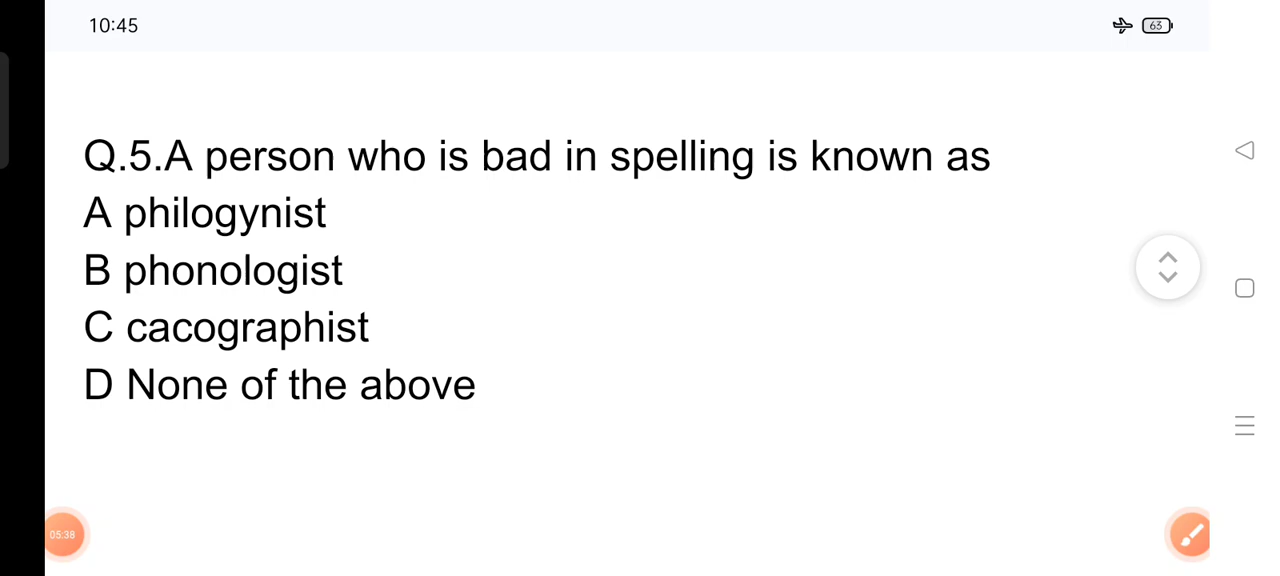 10:45
63
Q.5.A person who is bad in spelling is known as
A philogynist
B phonologist
C cacographist
D None of the above
05:38